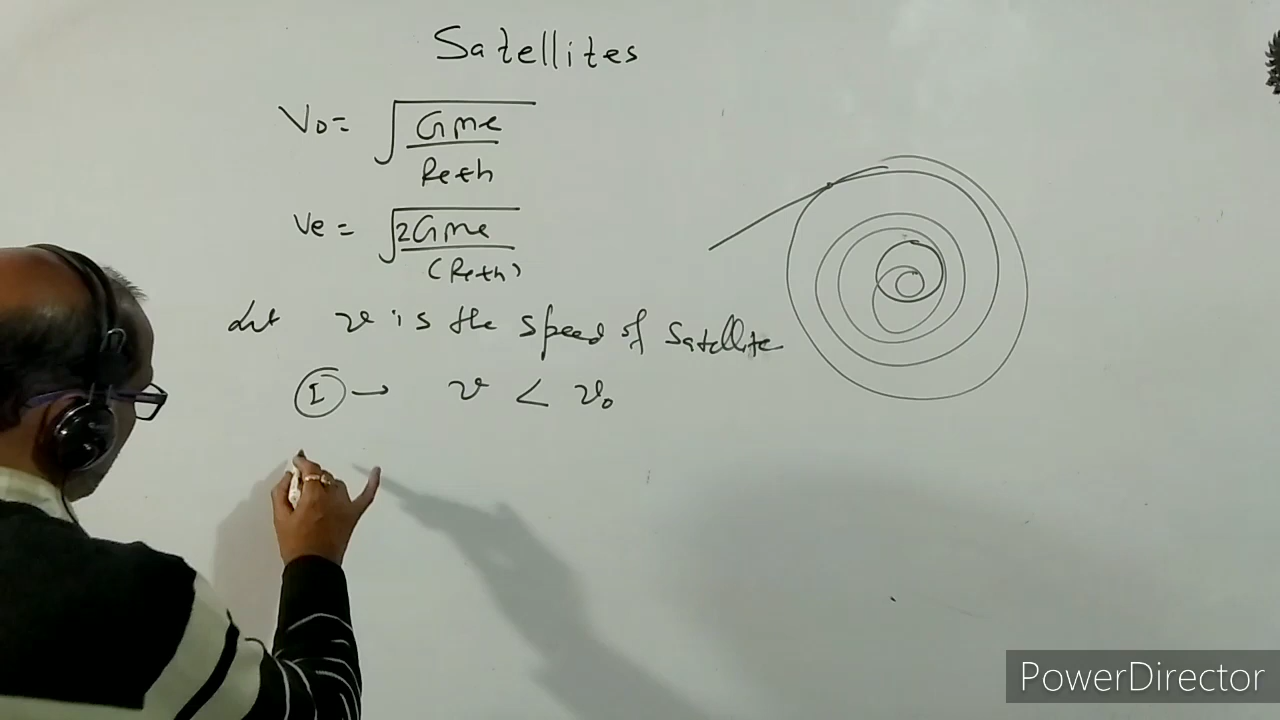 Satellites
V0 = √Gme
Re+h
Ve = √2Gme
(Re+h)
Let v is the speed of satellite
I → v < v0
PowerDirector